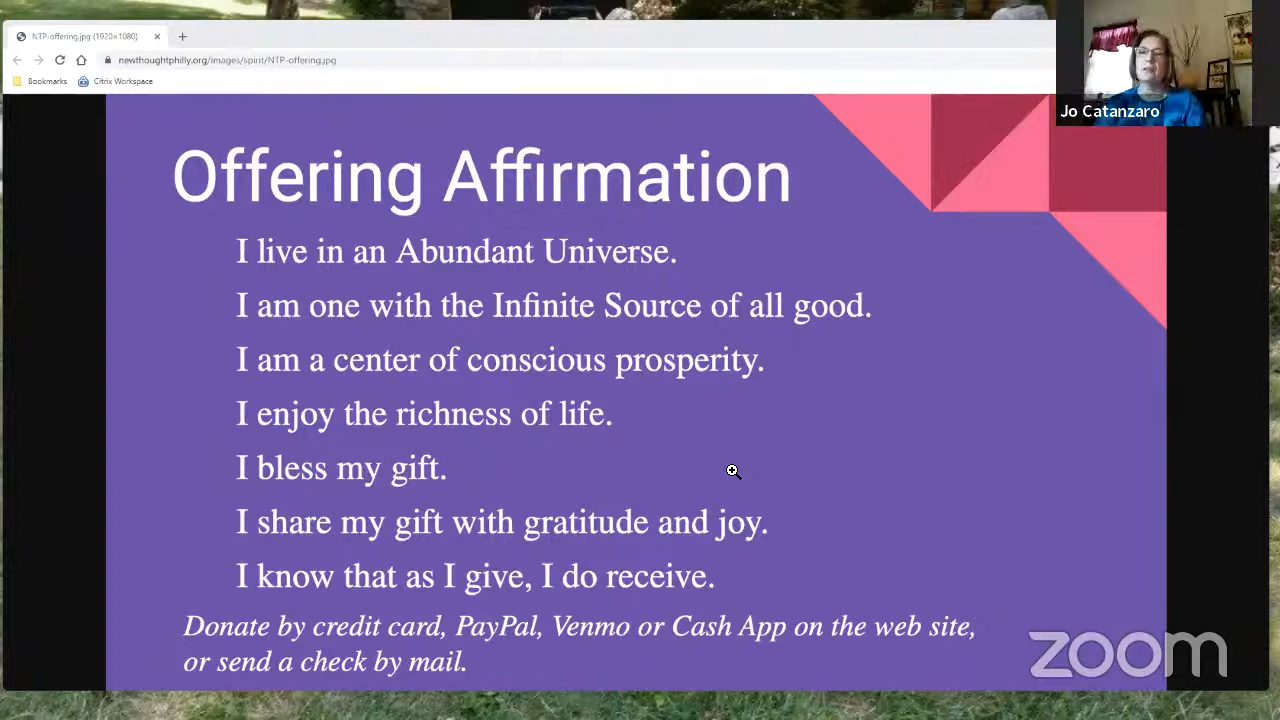 NTP-offering.jpg (1920×1080)
newthoughtphilly.org/images/spirit/NTP-offering.jpg
Bookmarks
Citrix Workspace
Jo Catanzaro
Offering Affirmation
I live in an Abundant Universe.
I am one with the Infinite Source of all good.
I am a center of conscious prosperity.
I enjoy the richness of life.
I bless my gift.
I share my gift with gratitude and joy.
I know that as I give, I do receive.
Donate by credit card, PayPal, Venmo or Cash App on the web site,
or send a check by mail.
zoom